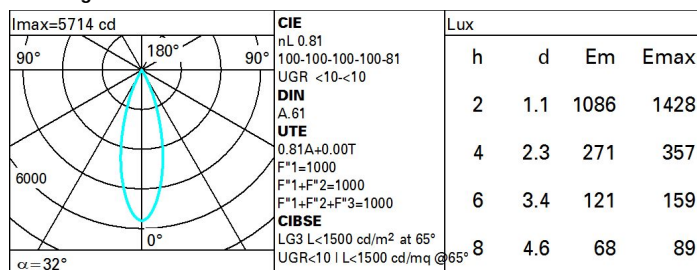 Imax=5714 cd
90° 180° 90°
6000
0°
α=32°
CIE
nL 0.81
100-100-100-100-81
UGR <10-<10
DIN
A.61
UTE
0.81A+0.00T
F"1=1000
F"1+F"2=1000
F"1+F"2+F"3=1000
CIBSE
LG3 L<1500 cd/m² at 65°
UGR<10 | L<1500 cd/mq @65°
Lux
h d Em Emax
2 1.1 1086 1428
4 2.3 271 357
6 3.4 121 159
8 4.6 68 89